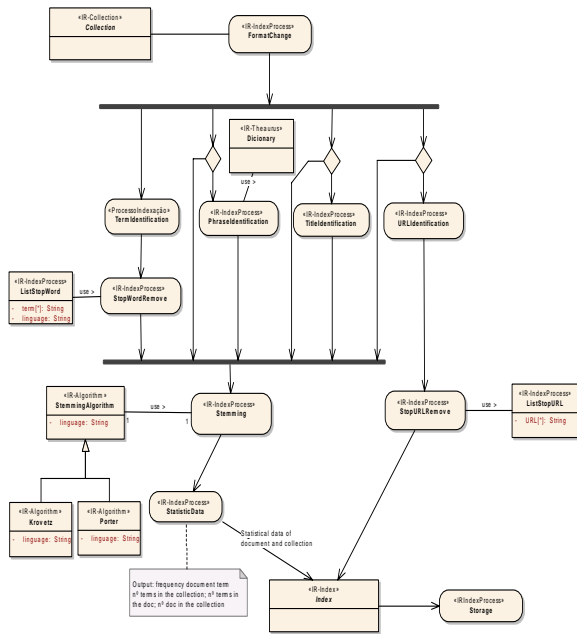 «IR-Collection»
Collection
«IR-IndexProcess»
FormatChange
«IR-Theaurus»
Dicionary
use >
«ProcessoIndexação»
TermIdentification
«IR-IndexProcess»
PhraseIdentification
«IR-IndexProcess»
TitleIdentification
«IR-IndexProcess»
URLIdentification
«IR-IndexProcess»
ListStopWord
- term[*]: String
- linguage: String
use >
«IR-IndexProcess»
StopWordRemove
«IR-Algorithm»
StemmingAlgorithm
- linguage: String
use >
1
1
«IR-IndexProcess»
Stemming
«IR-IndexProcess»
StopURLRemove
use >
«IR-IndexProcess»
ListStopURL
- URL[*]: String
«IR-Algorithm»
Krovetz
- linguage: String
«IR-Algorithm»
Porter
- linguage: String
«IR-IndexProcess»
StatisticData
Statistical data of
document and collection
Output: frequency document term
nº terms in the collection; nº terms in
the doc; nº doc in the collection
«IR-Index»
Index
«IRIndexProcess»
Storage